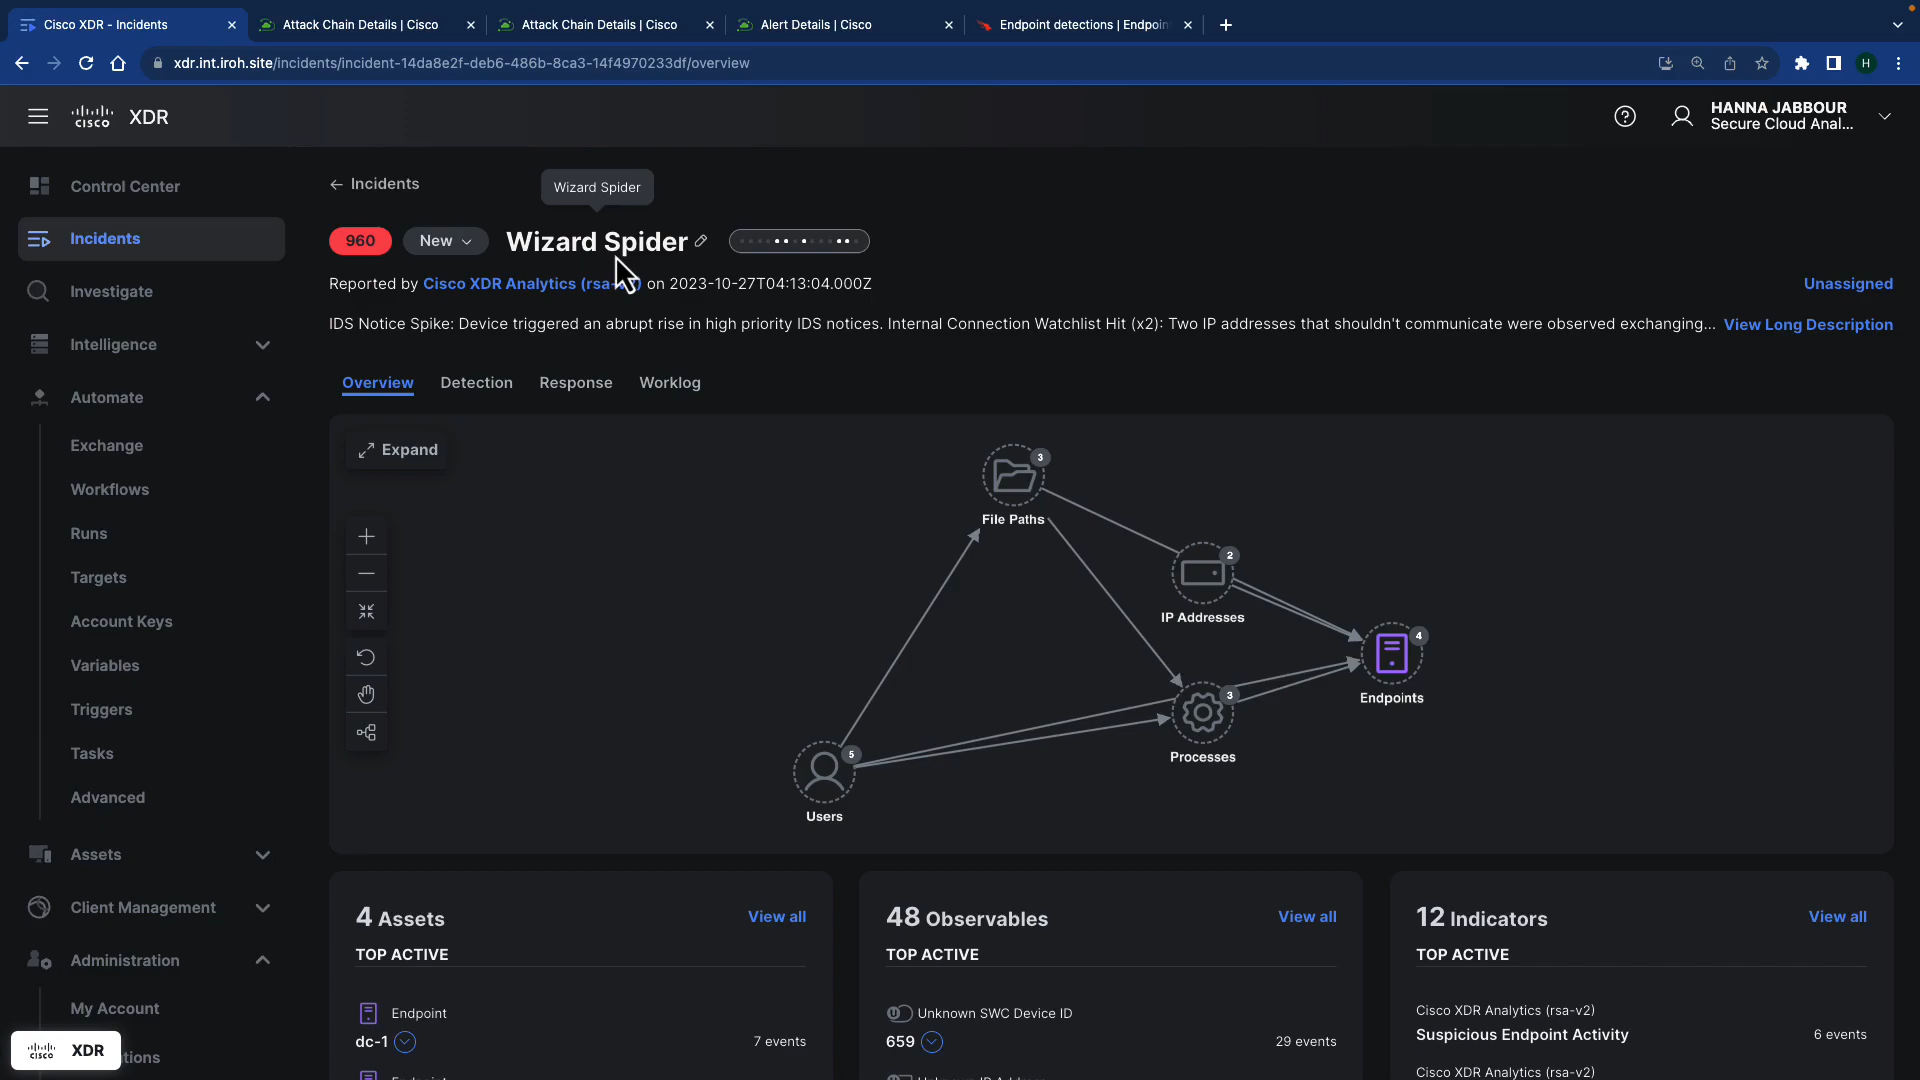 Cisco XDR - Incidents
Attack Chain Details | Cisco
Attack Chain Details | Cisco
Alert Details | Cisco
Endpoint detections | Endpoin
xdr.int.iroh.site/incidents/incident-14da8e2f-deb6-486b-8ca3-14f4970233df/overview
H
CISCO XDR
HANNA JABBOUR
Secure Cloud Anal...
Control Center
Incidents
Investigate
Intelligence
Automate
Exchange
Workflows
Runs
Targets
Account Keys
Variables
Triggers
Tasks
Advanced
Assets
Client Management
Administration
My Account
tions
CISCO XDR
Incidents
Wizard Spider
960 New Wizard Spider
Reported by Cisco XDR Analytics (rsa- on 2023-10-27T04:13:04.000Z
Unassigned
IDS Notice Spike: Device triggered an abrupt rise in high priority IDS notices. Internal Connection Watchlist Hit (x2): Two IP addresses that shouldn't communicate were observed exchanging... View Long Description
Overview Detection Response Worklog
Expand
3
File Paths
2
IP Addresses
4
Endpoints
3
Processes
5
Users
4 Assets View all
TOP ACTIVE
Endpoint
dc-1 7 events
48 Observables View all
TOP ACTIVE
Unknown SWC Device ID
659 29 events
12 Indicators View all
TOP ACTIVE
Cisco XDR Analytics (rsa-v2)
Suspicious Endpoint Activity 6 events
Cisco XDR Analytics (rsa-v2)